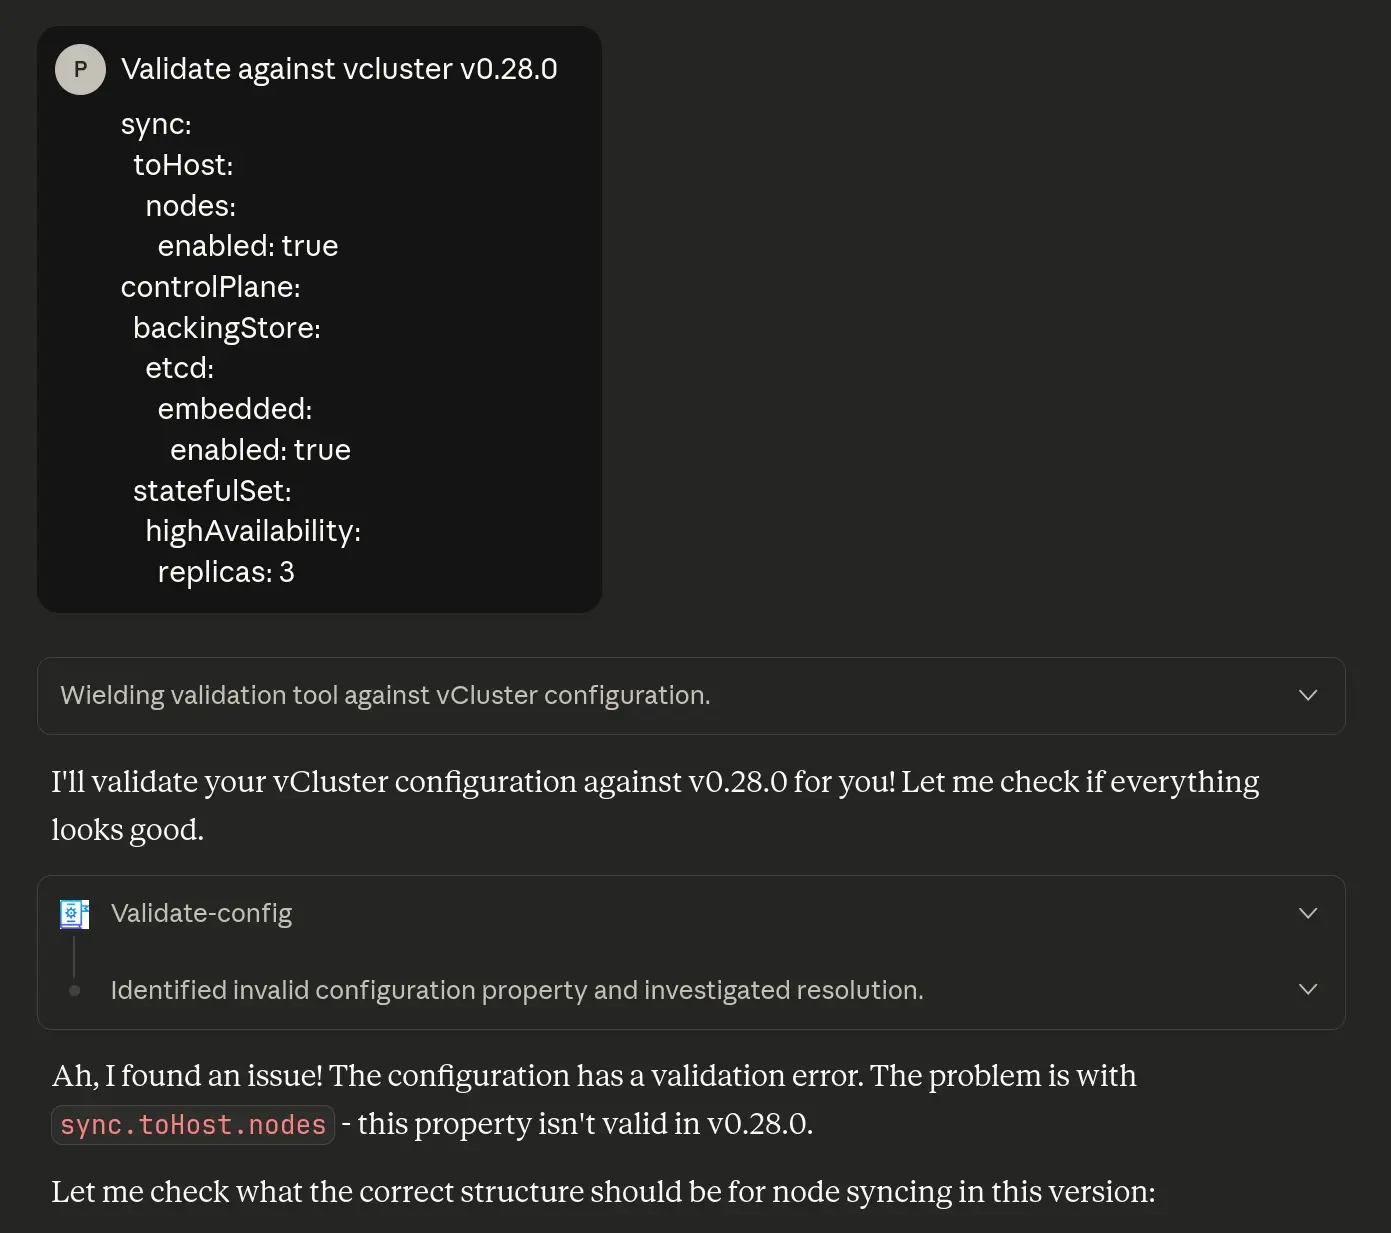 P
Validate against vcluster v0.28.0
sync:
toHost:
nodes:
enabled: true
controlPlane:
backingStore:
etcd:
embedded:
enabled: true
statefulSet:
highAvailability:
replicas: 3
Wielding validation tool against vCluster configuration.
I'll validate your vCluster configuration against v0.28.0 for you! Let me check if everything
looks good.
Validate-config
Identified invalid configuration property and investigated resolution.
Ah, I found an issue! The configuration has a validation error. The problem is with
sync.toHost.nodes - this property isn't valid in v0.28.0.
Let me check what the correct structure should be for node syncing in this version: